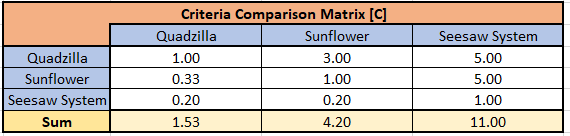 Criteria Comparison Matrix [C]
Quadzilla Sunflower Seesaw System
Quadzilla 1.00 3.00 5.00
Sunflower 0.33 1.00 5.00
Seesaw System 0.20 0.20 1.00
Sum 1.53 4.20 11.00